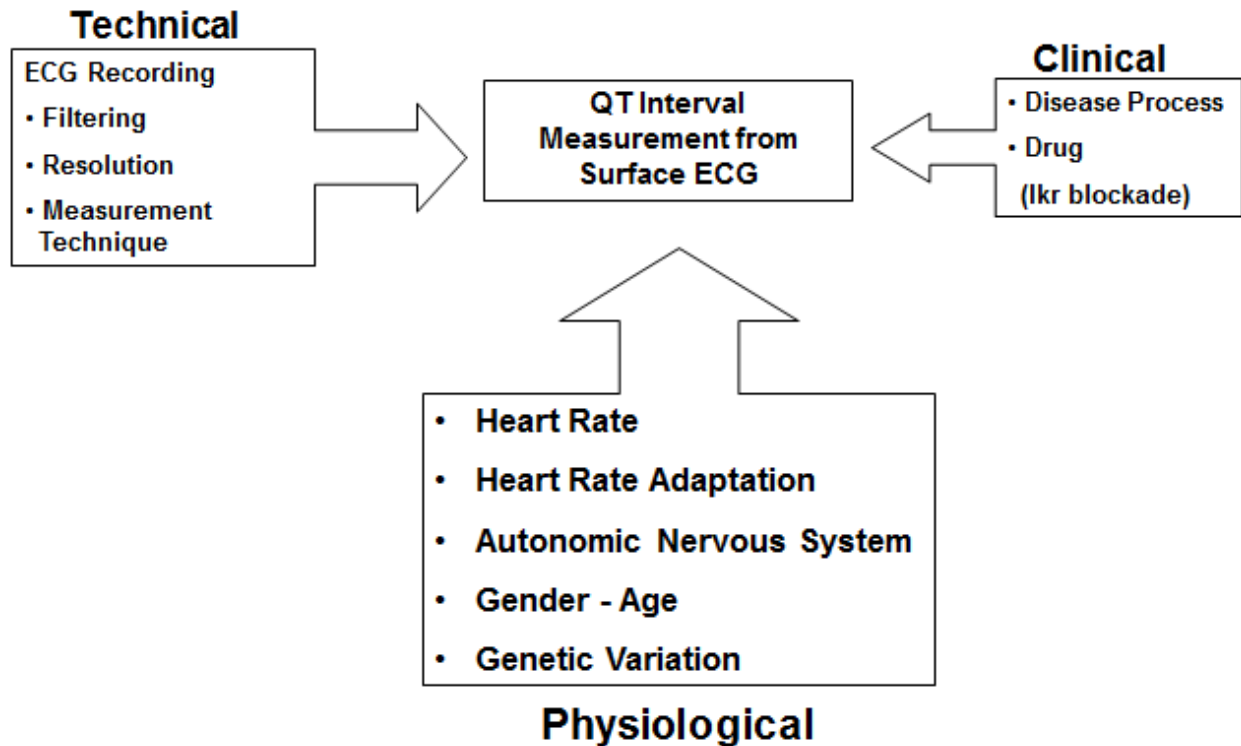 Technical
ECG Recording
• Filtering
• Resolution
• Measurement
Technique
QT Interval
Measurement from
Surface ECG
Clinical
• Disease Process
• Drug
(Ikr blockade)
• Heart Rate
• Heart Rate Adaptation
• Autonomic Nervous System
• Gender - Age
• Genetic Variation
Physiological